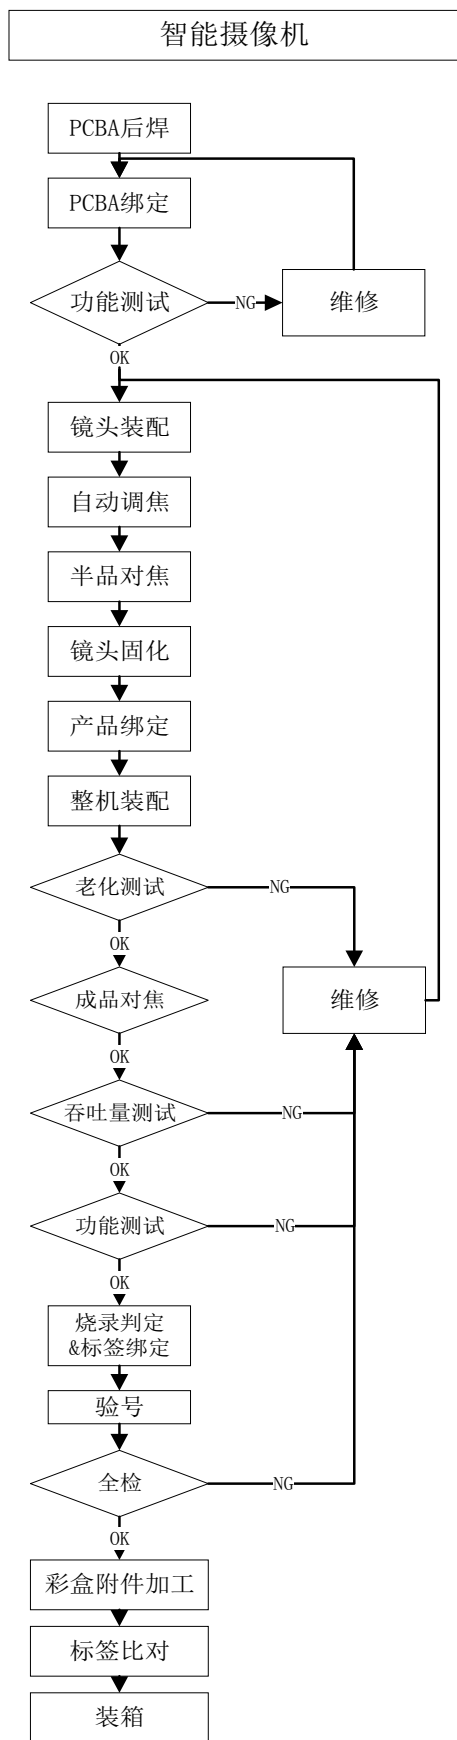 智能摄像机
PCBA后焊
PCBA绑定
功能测试
NG
维修
OK
镜头装配
自动调焦
半品对焦
镜头固化
产品绑定
整机装配
老化测试
NG
OK
成品对焦
维修
OK
吞吐量测试
NG
OK
功能测试
NG
OK
烧录判定
&标签绑定
验号
全检
NG
OK
彩盒附件加工
标签比对
装箱